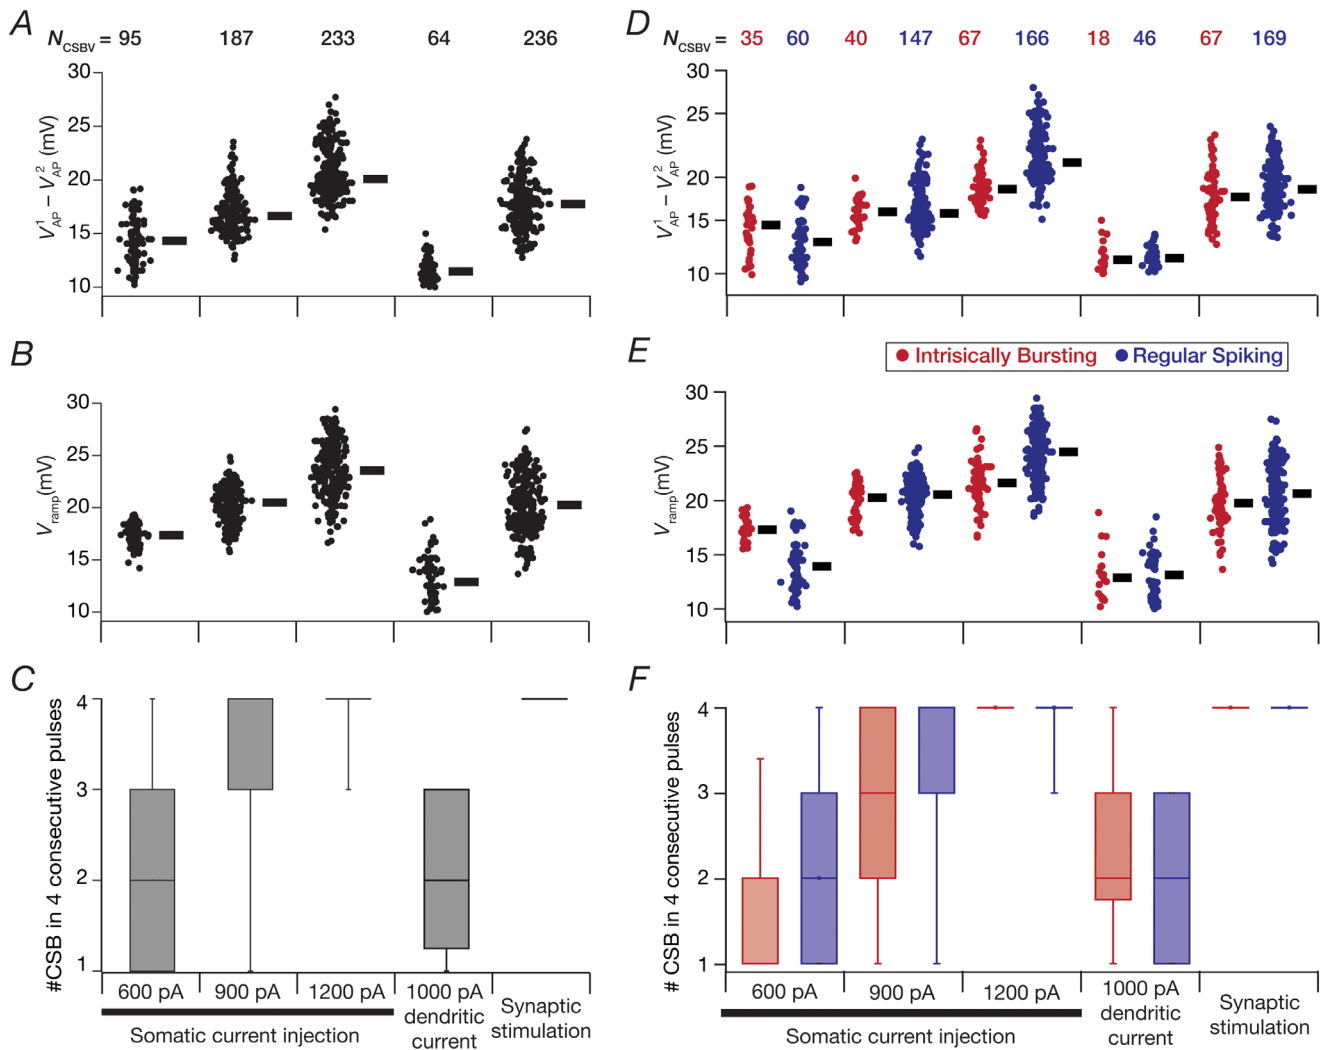 A
N_CSBV = 95 187 233 64 236
V¹_AP − V²_AP (mV)
30
25
20
15
10
B
V_ramp(mV)
30
25
20
15
10
C
#CSB in 4 consecutive pulses
4
3
2
1
600 pA 900 pA 1200 pA 1000 pA dendritic current Synaptic stimulation
Somatic current injection
D
N_CSBV = 35 60 40 147 67 166 18 46 67 169
V¹_AP − V²_AP (mV)
30
25
20
15
10
E
Intrisically Bursting Regular Spiking
V_ramp(mV)
30
25
20
15
10
F
# CSB in 4 consecutive pulses
4
3
2
1
600 pA 900 pA 1200 pA 1000 pA dendritic current Synaptic stimulation
Somatic current injection